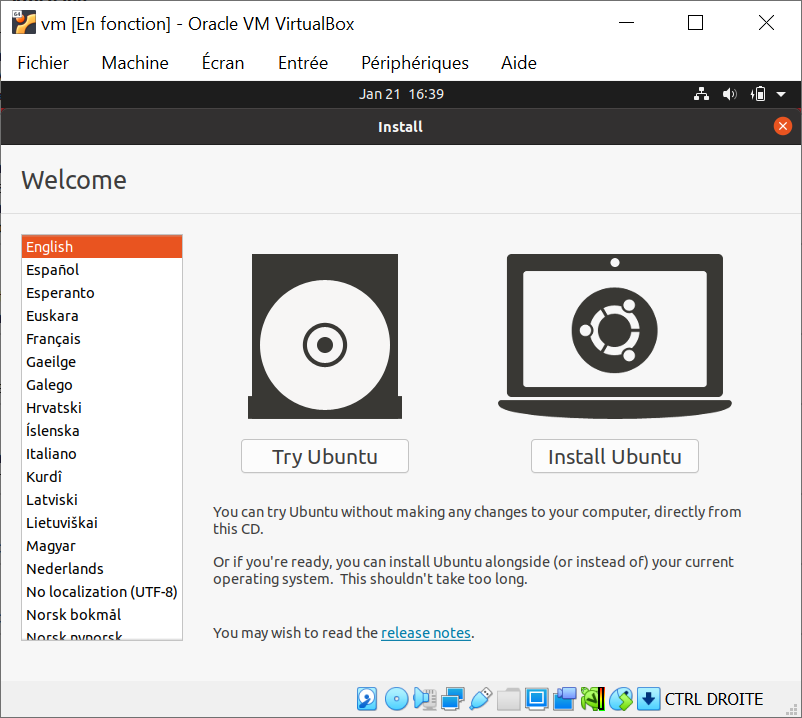 vm [En fonction] - Oracle VM VirtualBox
Fichier Machine Écran Entrée Périphériques Aide
Jan 21 16:39
Install
Welcome
English
Español
Esperanto
Euskara
Français
Gaeilge
Galego
Hrvatski
Íslenska
Italiano
Kurdî
Latviski
Lietuviškai
Magyar
Nederlands
No localization (UTF-8)
Norsk bokmål
Norsk nynorsk
Try Ubuntu
Install Ubuntu
You can try Ubuntu without making any changes to your computer, directly from
this CD.
Or if you're ready, you can install Ubuntu alongside (or instead of) your current
operating system. This shouldn't take too long.
You may wish to read the release notes.
CTRL DROITE